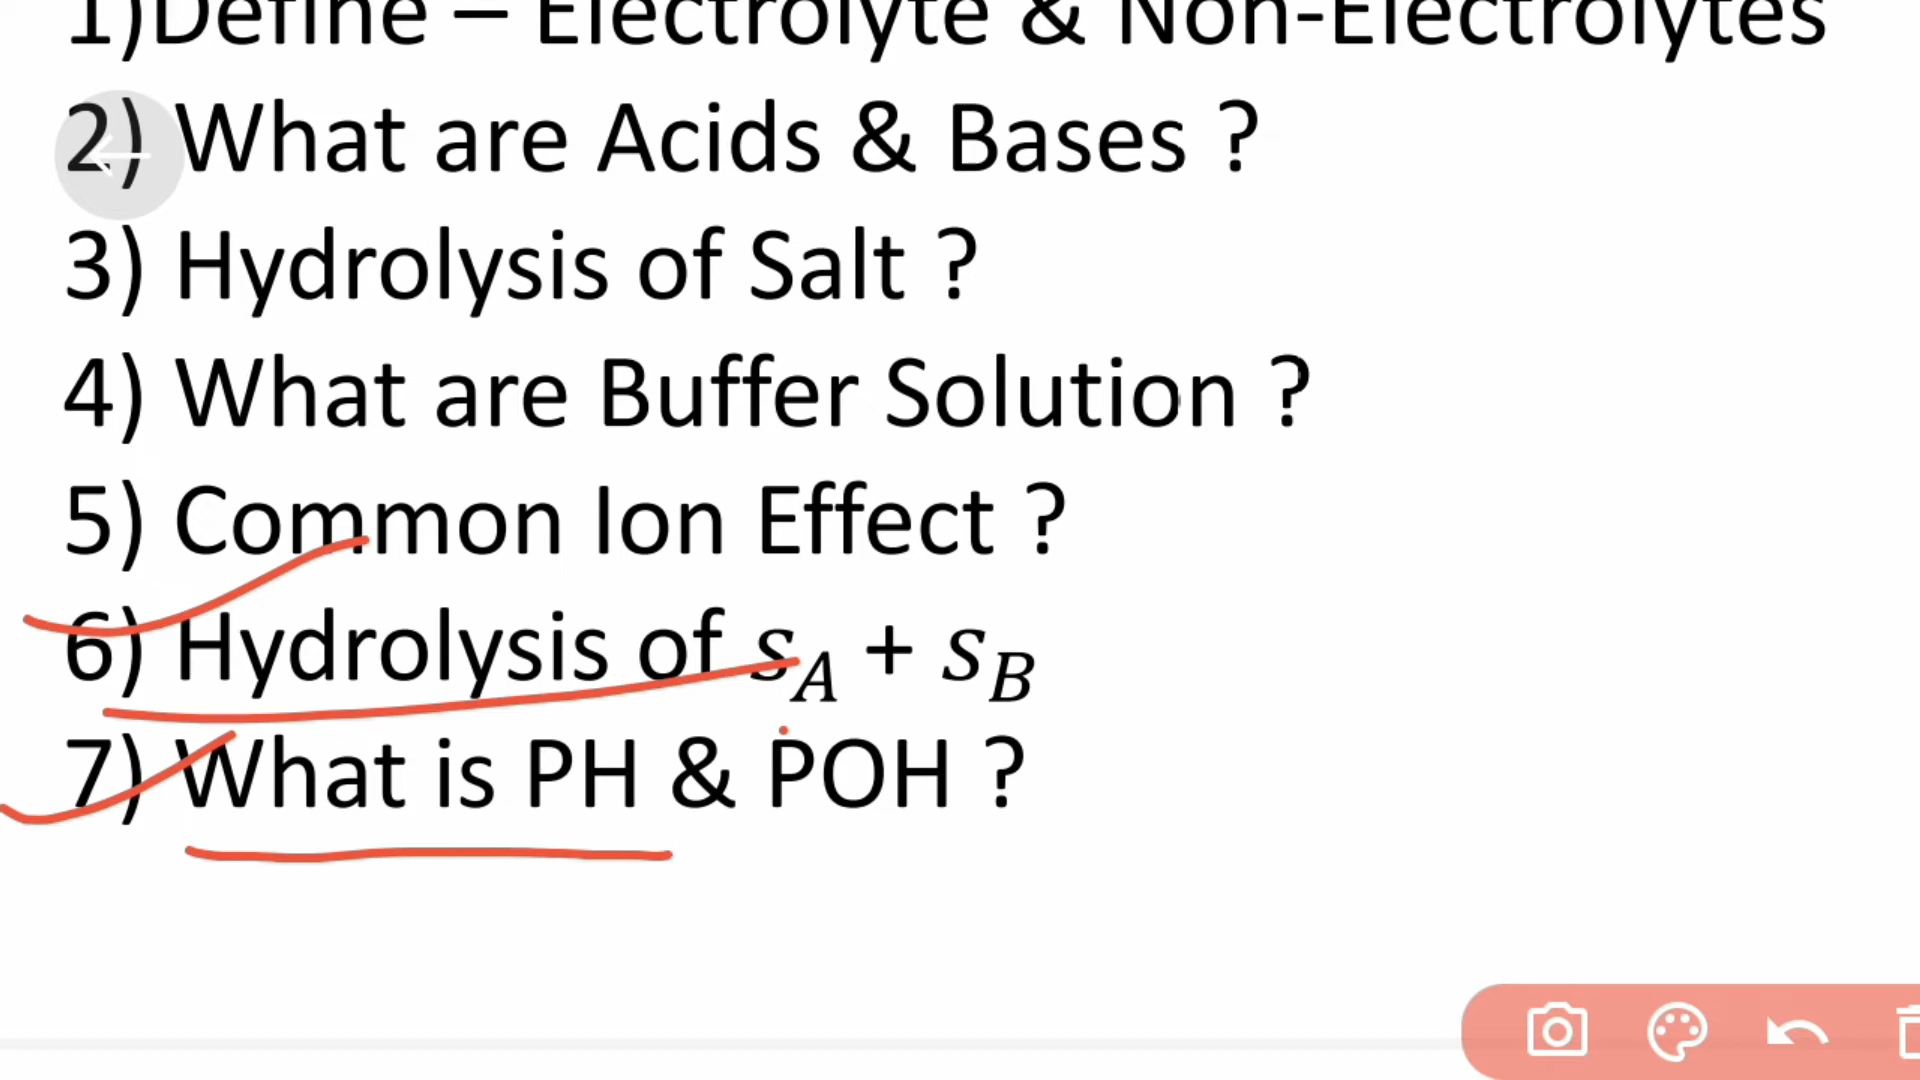 1)Define – Electrolyte & Non-Electrolytes
2) What are Acids & Bases ?
3) Hydrolysis of Salt ?
4) What are Buffer Solution ?
5) Common Ion Effect ?
6) Hydrolysis of s_A + s_B
7) What is PH & POH ?